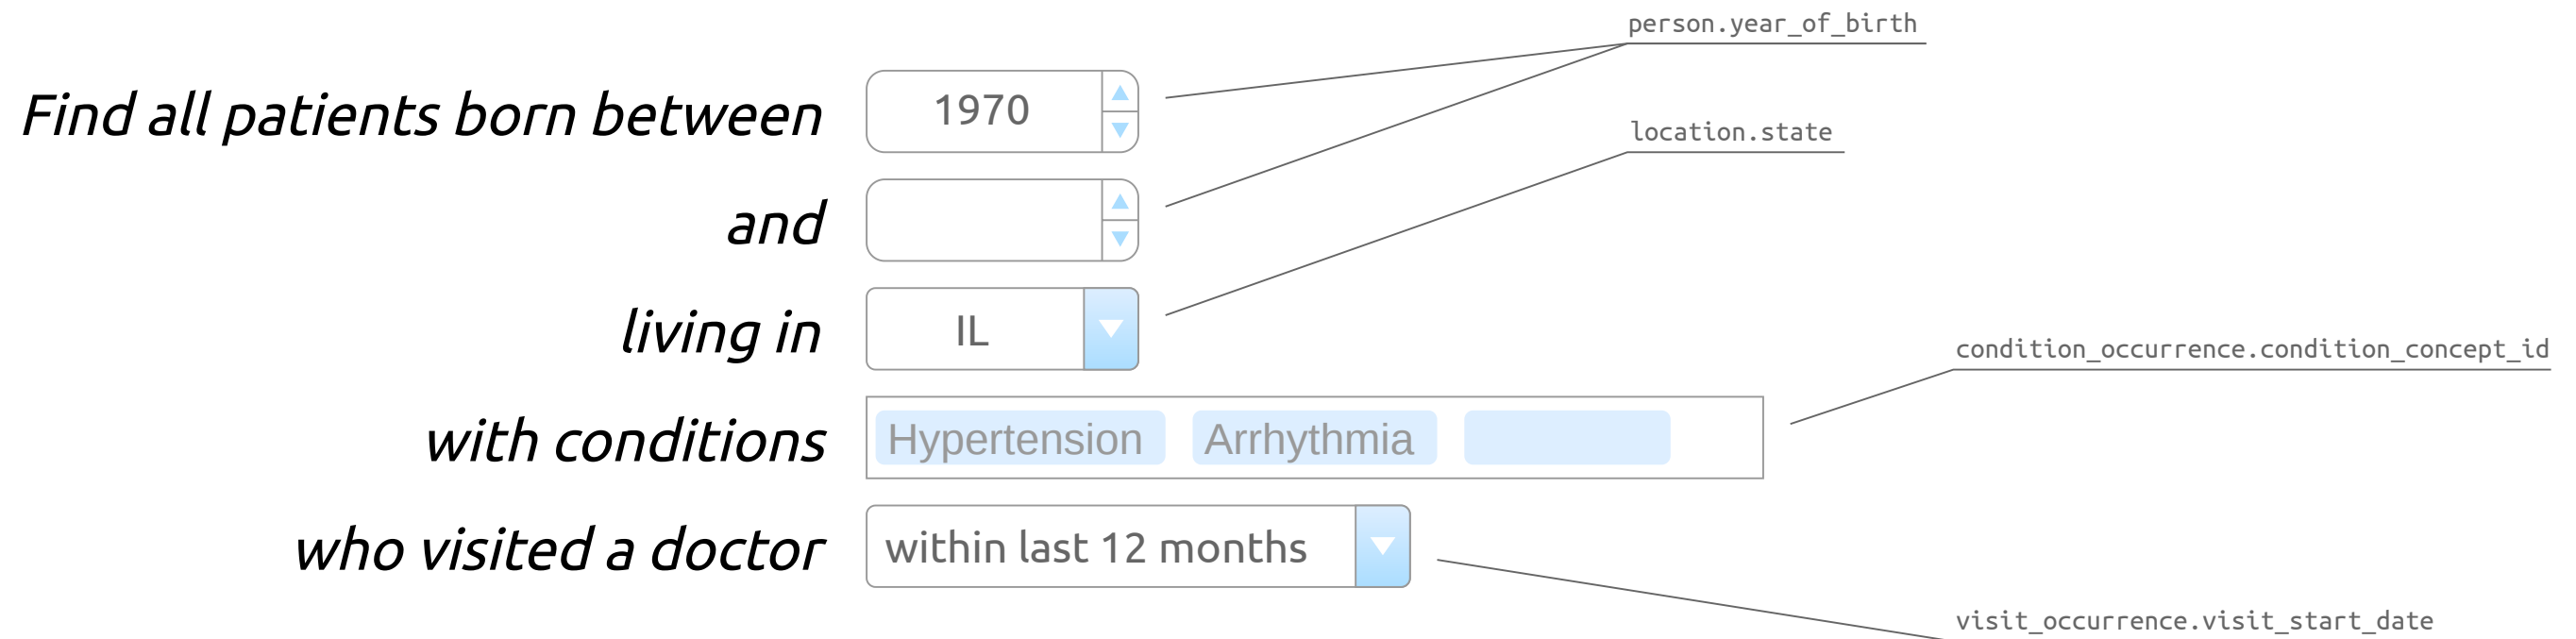 person.year_of_birth
Find all patients born between 1970
location.state
and
living in IL
condition_occurrence.condition_concept_id
with conditions Hypertension Arrhythmia
who visited a doctor within last 12 months
visit_occurrence.visit_start_date